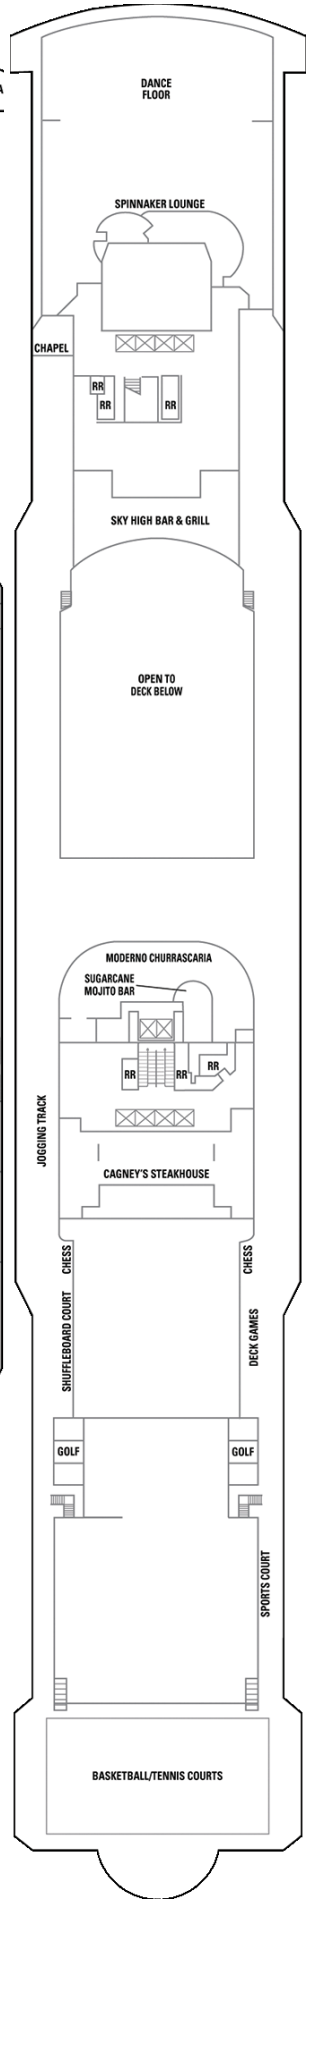 DANCE
FLOOR
SPINNAKER LOUNGE
CHAPEL
RR
RR
RR
SKY HIGH BAR & GRILL
OPEN TO
DECK BELOW
MODERNO CHURRASCARIA
SUGARCANE
MOJITO BAR
RR
RR
RR
JOGGING TRACK
CAGNEY'S STEAKHOUSE
CHESS
CHESS
SHUFFLEBOARD COURT
DECK GAMES
GOLF
GOLF
SPORTS COURT
BASKETBALL/TENNIS COURTS